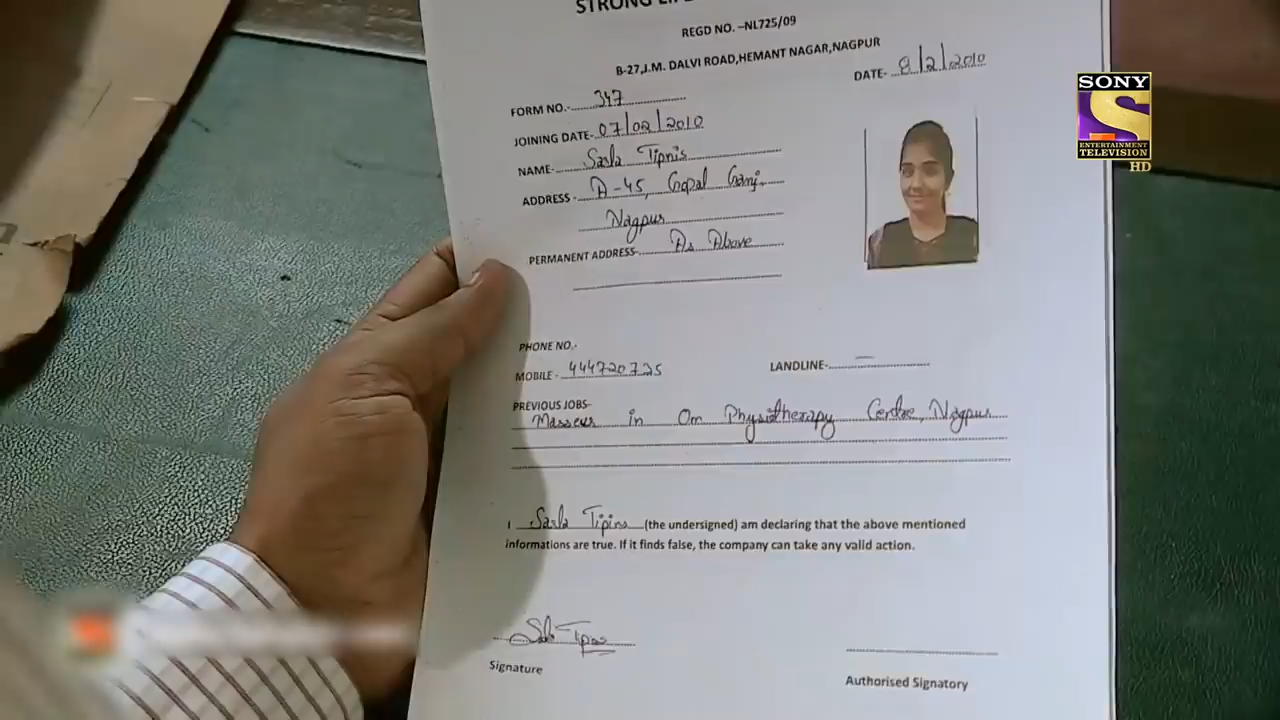 STRONG
REGD NO. –NL725/09
B-27,J.M. DALVI ROAD,HEMANT NAGAR,NAGPUR
DATE- 8/2/2010
FORM NO.- 347
JOINING DATE- 07/02/2010
NAME- Sarla Tipnis
ADDRESS - A-45, Gopal Ganj,
Nagpur
PERMANENT ADDRESS- As Above
PHONE NO.-
MOBILE - 444720725
LANDLINE- —
PREVIOUS JOBS-
Masseur in Om Physiotherapy Centre, Nagpur
I Sarla Tipins (the undersigned) am declaring that the above mentioned
informations are true. If it finds false, the company can take any valid action.
Sarla Tipnis
Signature
Authorised Signatory
SONY
S
ENTERTAINMENT
TELEVISION
HD